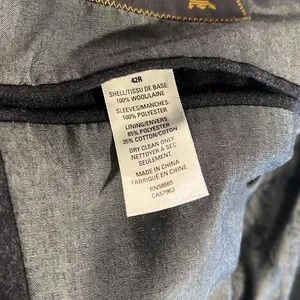 42R
SHELL/TISSU DE BASE:
100% WOOL/LAINE
SLEEVES/MANCHES:
100% POLYESTER
LINING/ENVERS:
65% POLYESTER
35% COTTON/COTON
DRY CLEAN ONLY
NETTOYER À SEC
SEULEMENT
MADE IN CHINA
FABRIQUÉ EN CHINE
RN58665
CA57963